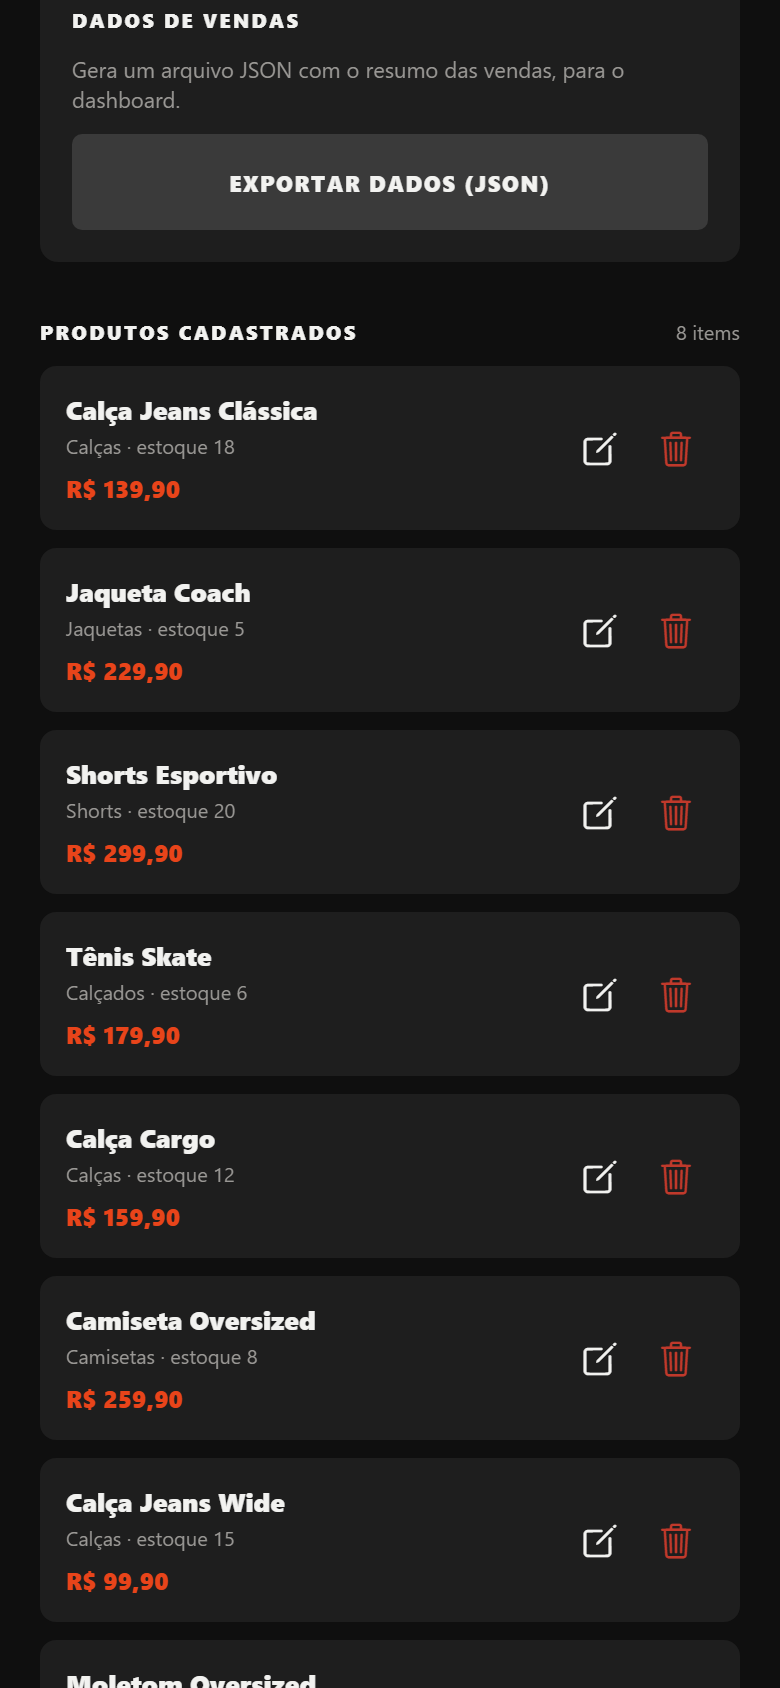 DADOS DE VENDAS
Gera um arquivo JSON com o resumo das vendas, para o
dashboard.
EXPORTAR DADOS (JSON)
PRODUTOS CADASTRADOS
8 items
Calça Jeans Clássica
Calças · estoque 18
R$ 139,90
Jaqueta Coach
Jaquetas · estoque 5
R$ 229,90
Shorts Esportivo
Shorts · estoque 20
R$ 299,90
Tênis Skate
Calçados · estoque 6
R$ 179,90
Calça Cargo
Calças · estoque 12
R$ 159,90
Camiseta Oversized
Camisetas · estoque 8
R$ 259,90
Calça Jeans Wide
Calças · estoque 15
R$ 99,90
Moletom Oversized